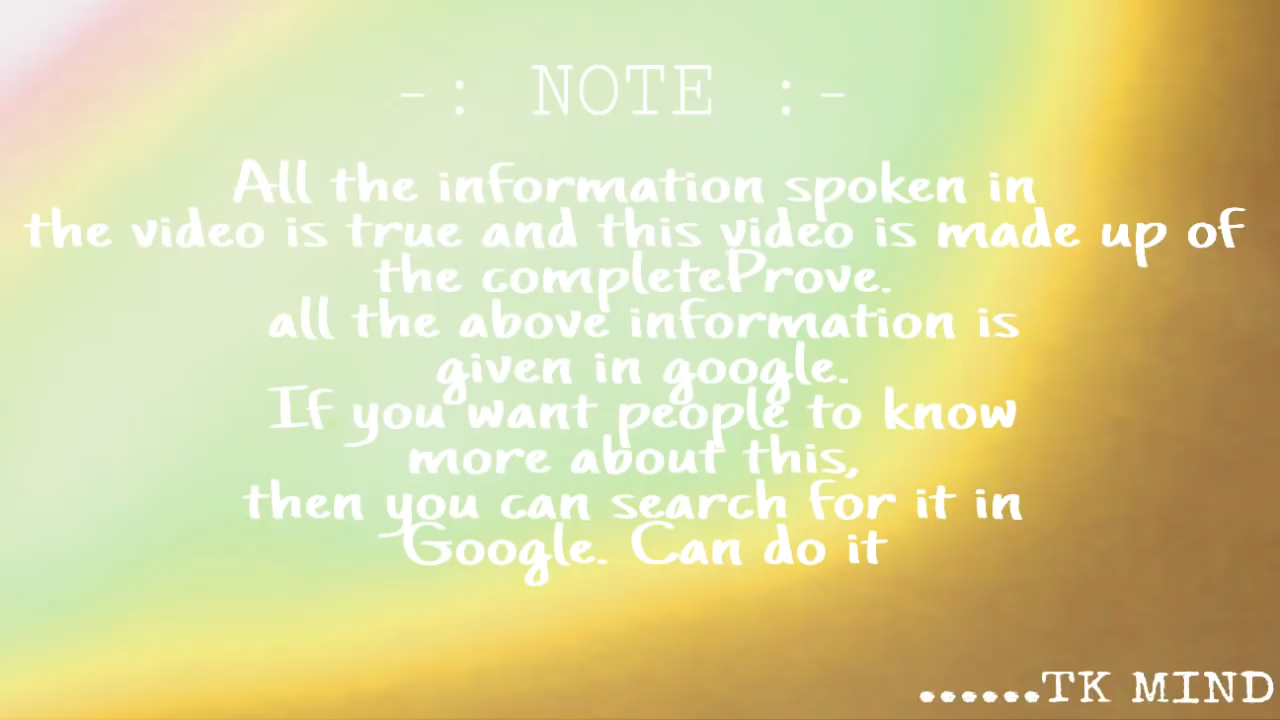 -: NOTE :-
All the information spoken in
the video is true and this video is made up of
the completeProve.
all the above information is
given in google.
If you want people to know
more about this,
then you can search for it in
Google. Can do it
......TK MIND